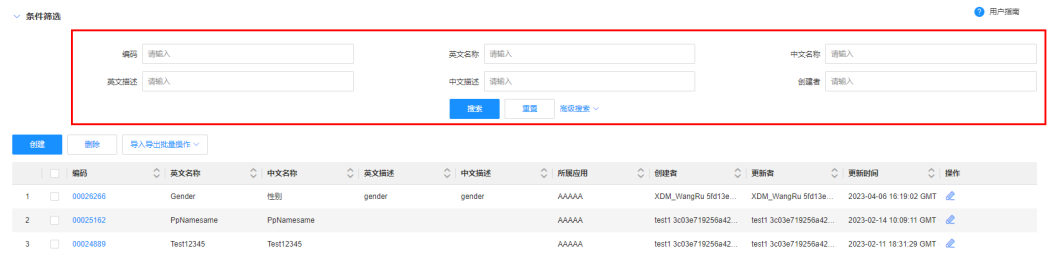 条件筛选 用户指南
编码 请输入 英文名称 请输入 中文名称 请输入
英文描述 请输入 中文描述 请输入 创建者 请输入
搜索 重置 高级搜索
创建 删除 导入导出批量操作
编码 英文名称 中文名称 英文描述 中文描述 所属应用 创建者 更新者 更新时间 操作
1 00026266 Gender 性别 gender gender AAAAA XDM_WangRu 5fd13e... XDM_WangRu 5fd13e... 2023-04-06 16:19:02 GMT
2 00025162 PpNamesame PpNamesame AAAAA test1 3c03e719256a42... test1 3c03e719256a42... 2023-02-14 10:09:11 GMT
3 00024889 Test12345 Test12345 AAAAA test1 3c03e719256a42... test1 3c03e719256a42... 2023-02-11 18:31:29 GMT